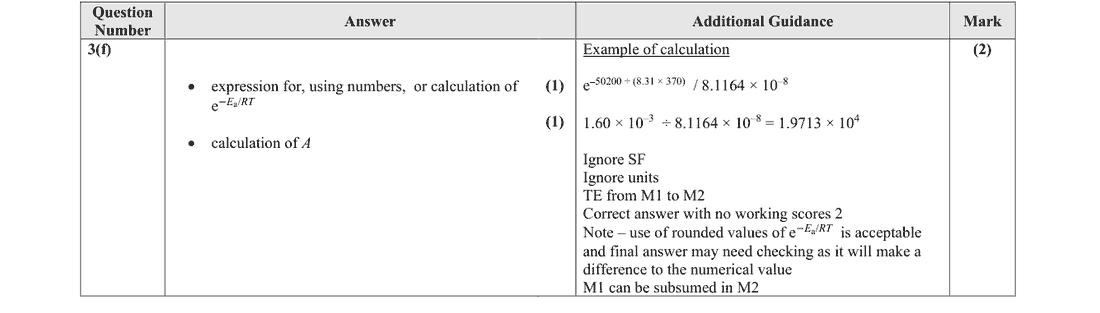 Question Number
Answer
Additional Guidance
Mark
3(f)
• expression for, using numbers, or calculation of
e^–Eₐ/RT
(1)
• calculation of A
(1)
Example of calculation
e^–50200 ÷ (8.31 × 370) / 8.1164 × 10^–8
1.60 × 10^–3 ÷ 8.1164 × 10^–8 = 1.9713 × 10^4
Ignore SF
Ignore units
TE from M1 to M2
Correct answer with no working scores 2
Note – use of rounded values of e^–Eₐ/RT is acceptable
and final answer may need checking as it will make a
difference to the numerical value
M1 can be subsumed in M2
(2)